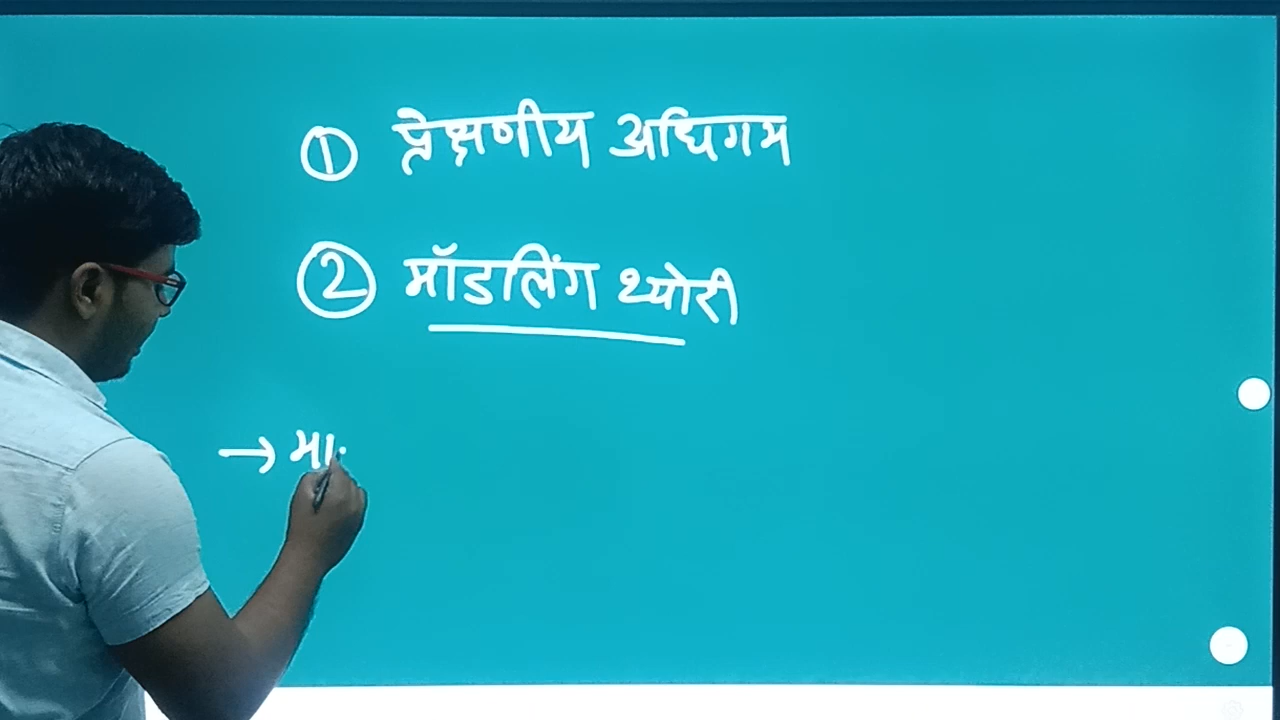 ① प्रेक्षणीय अधिगम
② मॉडलिंग थ्योरी
→ मा